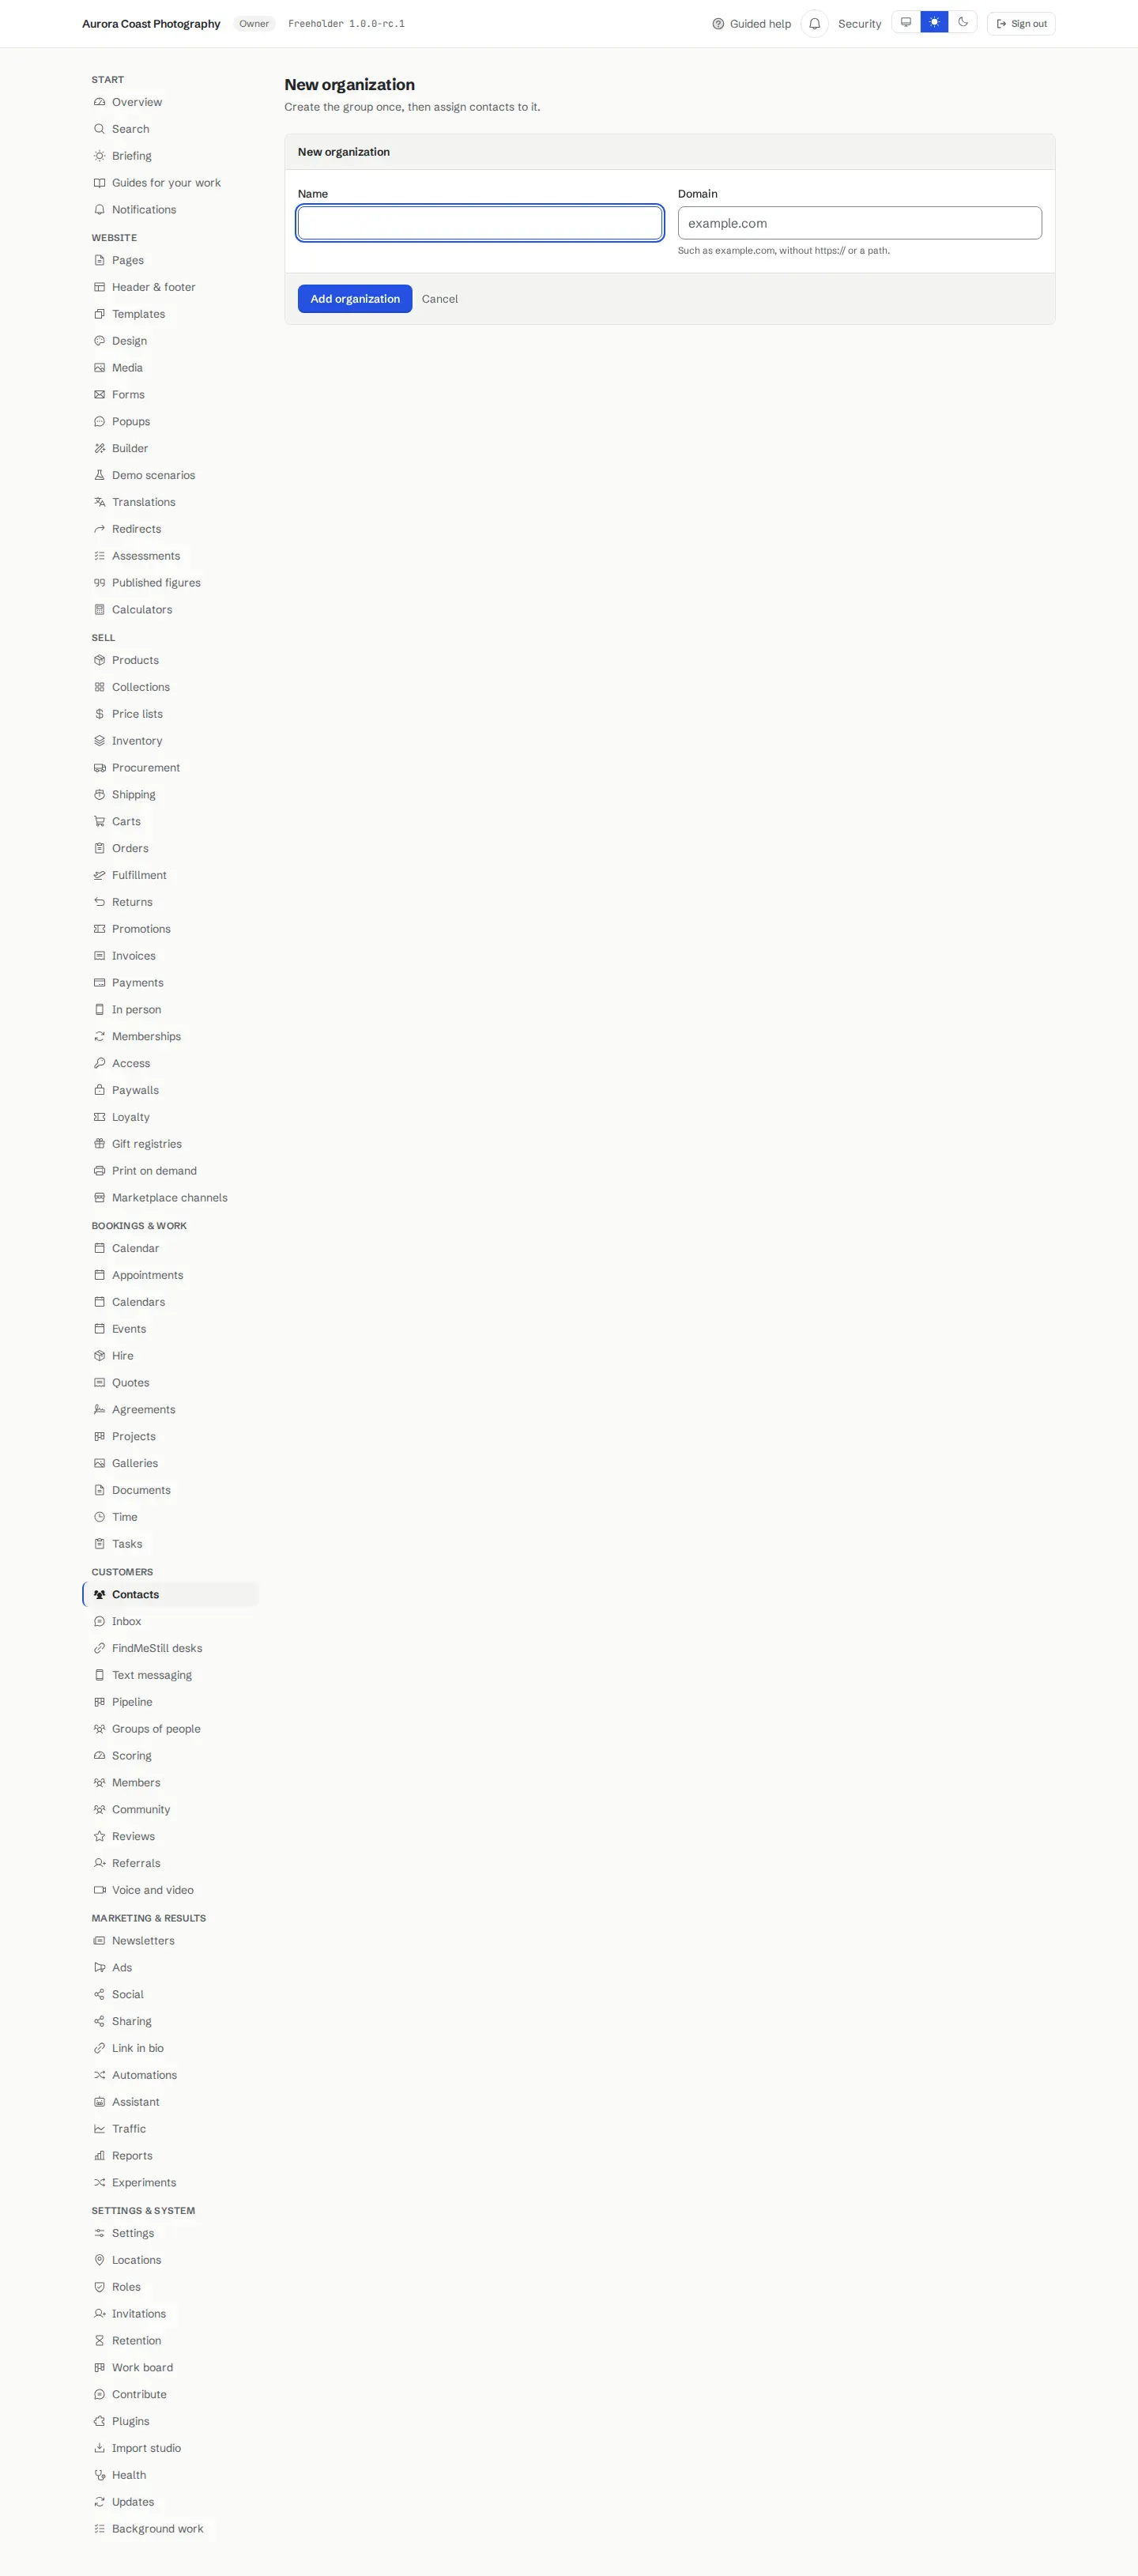 Aurora Coast Photography Owner Freeholder 1.0.0-rc.1 Guided help Security Sign out
START
Overview
Search
Briefing
Guides for your work
Notifications
WEBSITE
Pages
Header & footer
Templates
Design
Media
Forms
Popups
Builder
Demo scenarios
Translations
Redirects
Assessments
Published figures
Calculators
SELL
Products
Collections
Price lists
Inventory
Procurement
Shipping
Carts
Orders
Fulfillment
Returns
Promotions
Invoices
Payments
In person
Memberships
Access
Paywalls
Loyalty
Gift registries
Print on demand
Marketplace channels
BOOKINGS & WORK
Calendar
Appointments
Calendars
Events
Hire
Quotes
Agreements
Projects
Galleries
Documents
Time
Tasks
CUSTOMERS
Contacts
Inbox
FindMeStill desks
Text messaging
Pipeline
Groups of people
Scoring
Members
Community
Reviews
Referrals
Voice and video
MARKETING & RESULTS
Newsletters
Ads
Social
Sharing
Link in bio
Automations
Assistant
Traffic
Reports
Experiments
SETTINGS & SYSTEM
Settings
Locations
Roles
Invitations
Retention
Work board
Contribute
Plugins
Import studio
Health
Updates
Background work
New organization
Create the group once, then assign contacts to it.
New organization
Name Domain
example.com
Such as example.com, without https:// or a path.
Add organization Cancel